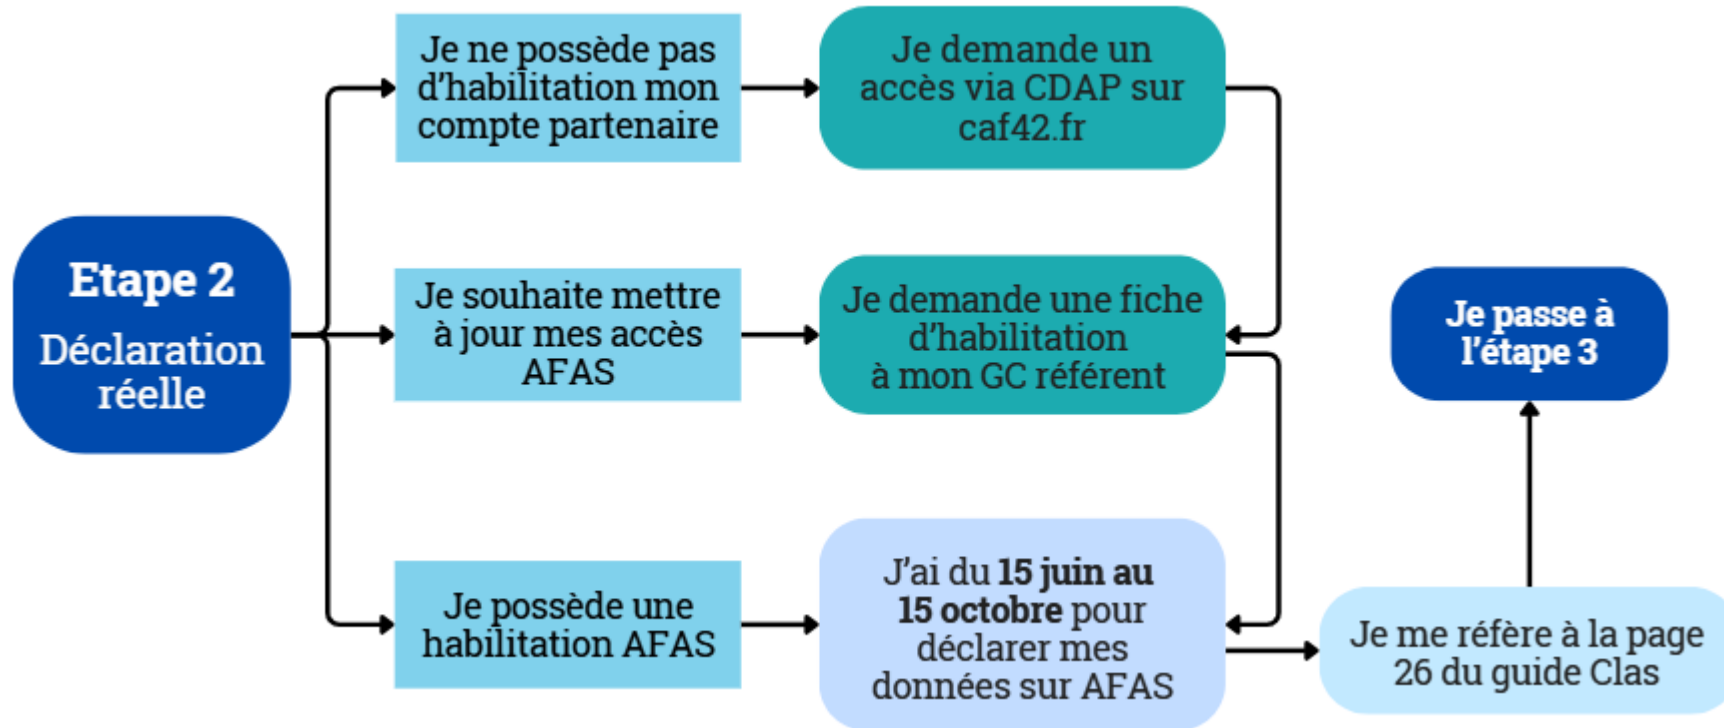 Etape 2
Déclaration
réelle
Je ne possède pas
d'habilitation mon
compte partenaire
Je demande un
accès via CDAP sur
caf42.fr
Je souhaite mettre
à jour mes accès
AFAS
Je demande une fiche
d'habilitation
à mon GC référent
Je possède une
habilitation AFAS
J'ai du 15 juin au
15 octobre pour
déclarer mes
données sur AFAS
Je me réfère à la page
26 du guide Clas
Je passe à
l'étape 3